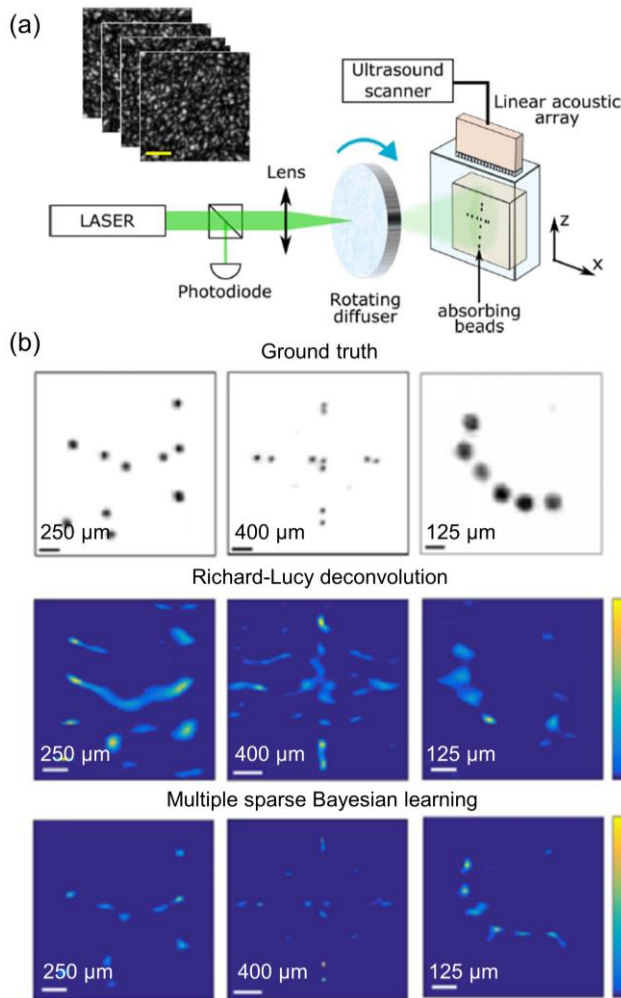 (a)
Ultrasound
scanner
Linear acoustic
array
Lens
LASER
Photodiode
Rotating
diffuser
absorbing
beads
z
x
(b)
Ground truth
250 μm
400 μm
125 μm
Richard-Lucy deconvolution
250 μm
400 μm
125 μm
Multiple sparse Bayesian learning
250 μm
400 μm
125 μm